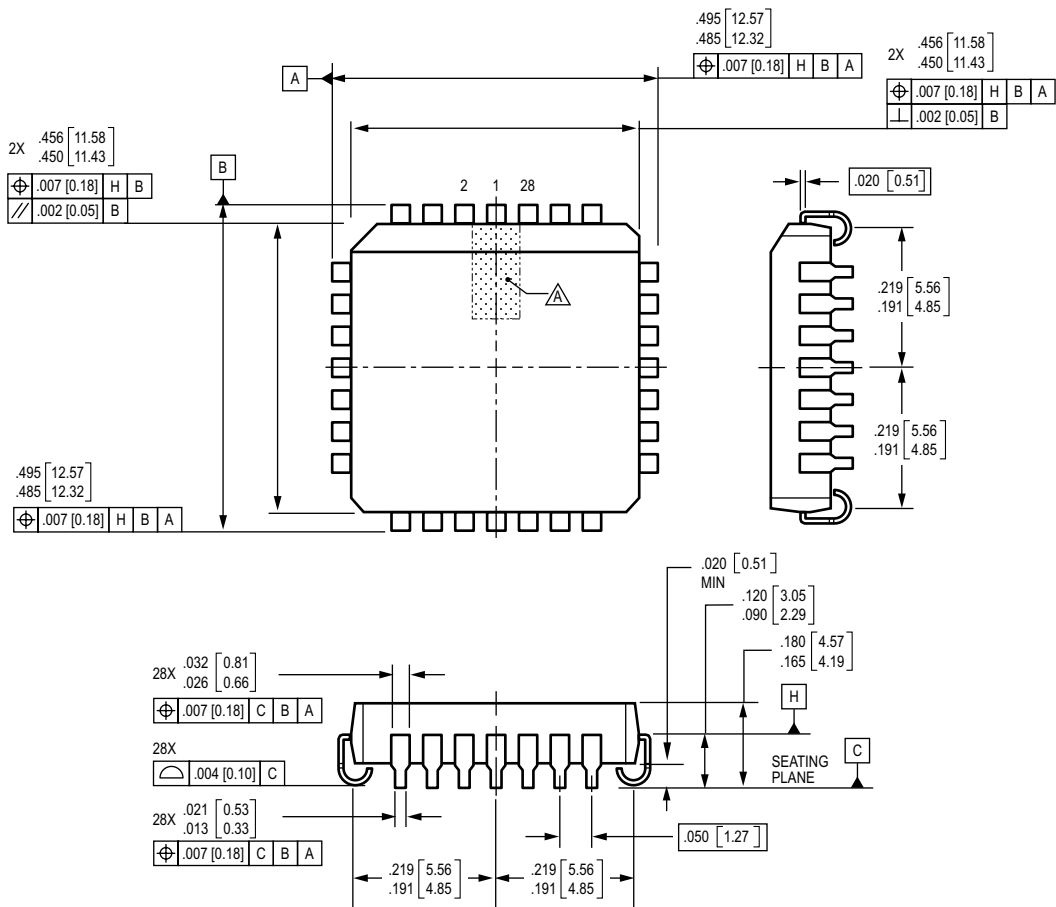 .495 [12.57]
.485 [12.32]
⌖ .007 [0.18] H B A
2X .456 [11.58]
.450 [11.43]
⌖ .007 [0.18] H B A
⊥ .002 [0.05] B
A
2X .456 [11.58]
.450 [11.43]
⌖ .007 [0.18] H B
// .002 [0.05] B
B
2 1 28
.020 [0.51]
A
.219 [5.56]
.191 [4.85]
.219 [5.56]
.191 [4.85]
.495 [12.57]
.485 [12.32]
⌖ .007 [0.18] H B A
.020 [0.51]
MIN
.120 [3.05]
.090 [2.29]
.180 [4.57]
.165 [4.19]
28X .032 [0.81]
.026 [0.66]
⌖ .007 [0.18] C B A
H
28X
⌓ .004 [0.10] C
SEATING
PLANE
C
28X .021 [0.53]
.013 [0.33]
⌖ .007 [0.18] C B A
.050 [1.27]
.219 [5.56]
.191 [4.85]
.219 [5.56]
.191 [4.85]